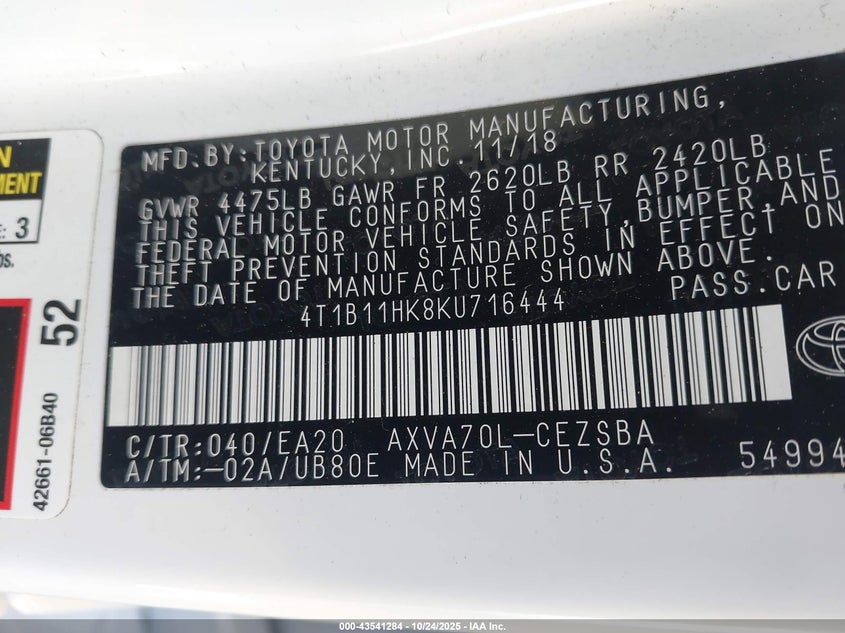 N
MENT
E: 3
OS.
52
42661-06B40
MFD.BY:TOYOTA MOTOR MANUFACTURING,
KENTUCKY,INC.11/18
GVWR 4475LB GAWR FR 2620LB RR 2420LB
THIS VEHICLE CONFORMS TO ALL APPLICABLE
FEDERAL MOTOR VEHICLE SAFETY,BUMPER,AND
THEFT PREVENTION STANDARDS IN EFFECT ON
THE DATE OF MANUFACTURE SHOWN ABOVE.
4T1B11HK8KU716444
PASS.CAR
C/TR:040/EA20 AXVA70L-CEZSBA
A/TM:-02A/UB80E MADE IN U.S.A. 54994
000-43541284 - 10/24/2025 - IAA Inc.